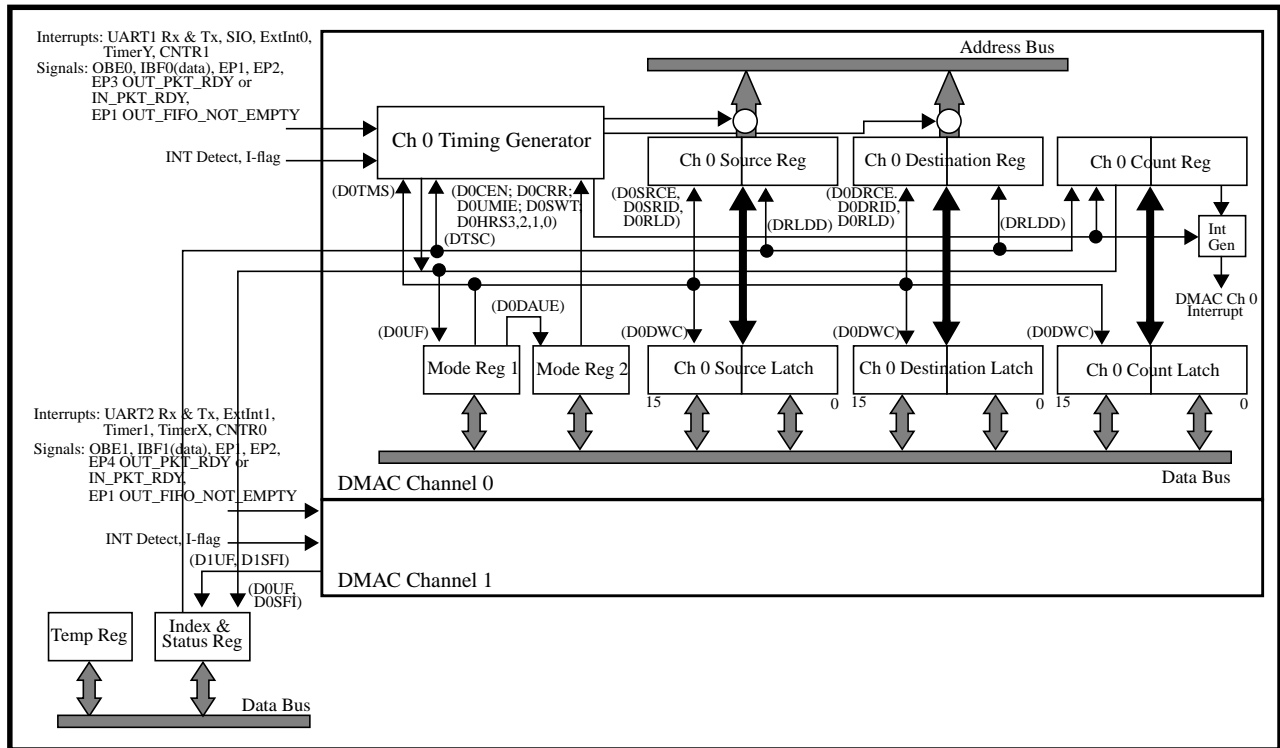 Interrupts: UART1 Rx & Tx, SIO, ExtInt0,
TimerY, CNTR1
Signals: OBE0, IBF0(data), EP1, EP2,
EP3 OUT_PKT_RDY or
IN_PKT_RDY,
EP1 OUT_FIFO_NOT_EMPTY
INT Detect, I-flag
Address Bus
Ch 0 Timing Generator
Ch 0 Source Reg
Ch 0 Destination Reg
Ch 0 Count Reg
(D0TMS)
(D0CEN; D0CRR;
D0UMIE; D0SWT;
D0HRS3,2,1,0)
(DTSC)
(D0SRCE,
D0SRID,
D0RLD)
(DRLDD)
(D0DRCE,
D0DRID,
D0RLD)
(DRLDD)
Int
Gen
DMAC Ch 0
Interrupt
(D0UF)
(D0DAUE)
(D0DWC)
(D0DWC)
(D0DWC)
Mode Reg 1
Mode Reg 2
Ch 0 Source Latch
Ch 0 Destination Latch
Ch 0 Count Latch
15
0
15
0
15
0
Data Bus
DMAC Channel 0
Interrupts: UART2 Rx & Tx, ExtInt1,
Timer1, TimerX, CNTR0
Signals: OBE1, IBF1(data), EP1, EP2,
EP4 OUT_PKT_RDY or
IN_PKT_RDY,
EP1 OUT_FIFO_NOT_EMPTY
INT Detect, I-flag
(D1UF, D1SFI)
DMAC Channel 1
(D0UF,
D0SFI)
Temp Reg
Index &
Status Reg
Data Bus